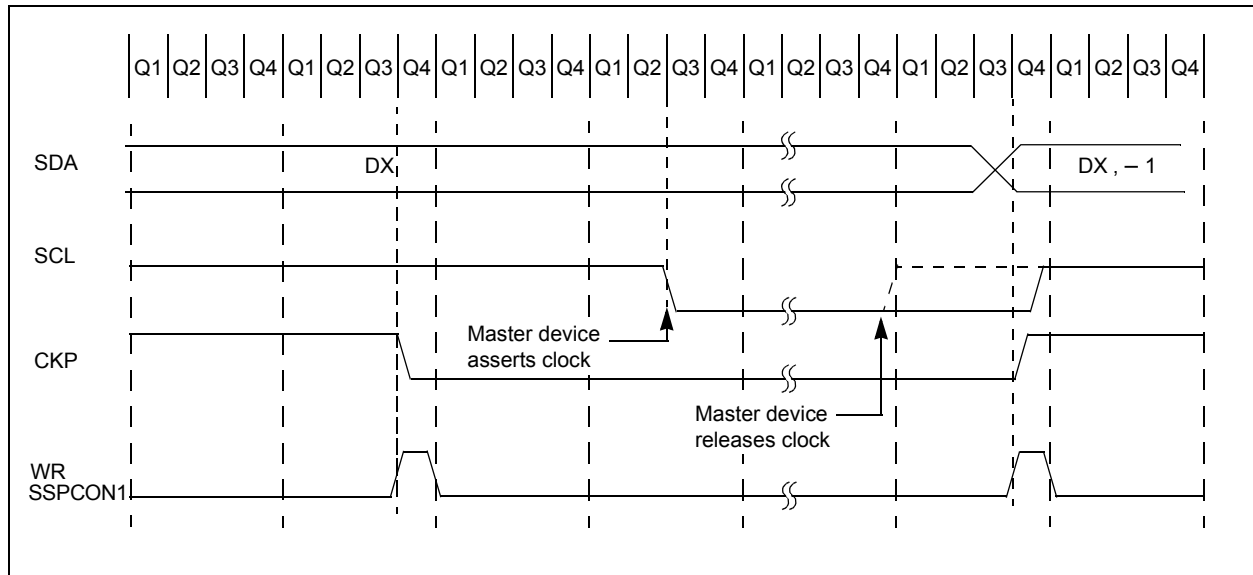 Q1 Q2 Q3 Q4 Q1 Q2 Q3 Q4 Q1 Q2 Q3 Q4 Q1 Q2 Q3 Q4 Q1 Q2 Q3 Q4 Q1 Q2 Q3 Q4 Q1 Q2 Q3 Q4
SDA
DX
DX , – 1
SCL
Master device
asserts clock
CKP
Master device
releases clock
WR
SSPCON1